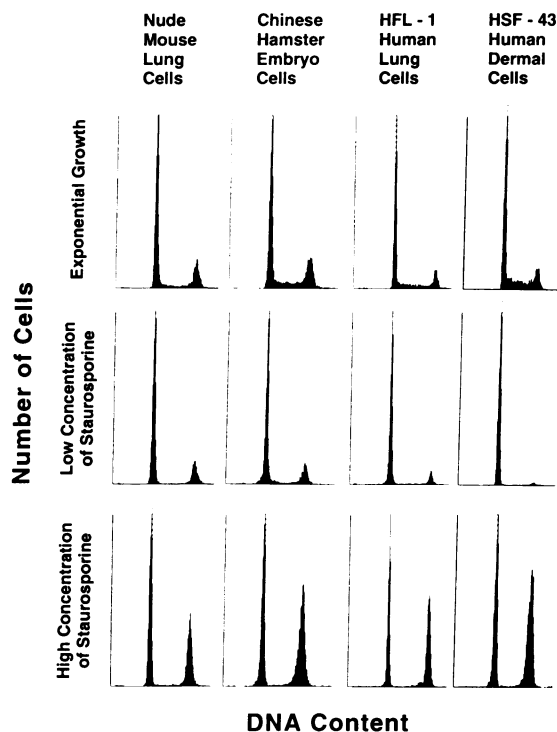 Nude
Mouse
Lung
Cells
Chinese
Hamster
Embryo
Cells
HFL - 1
Human
Lung
Cells
HSF - 43
Human
Dermal
Cells
Number of Cells
Exponential Growth
Low Concentration
of Staurosporine
High Concentration
of Staurosporine
DNA Content